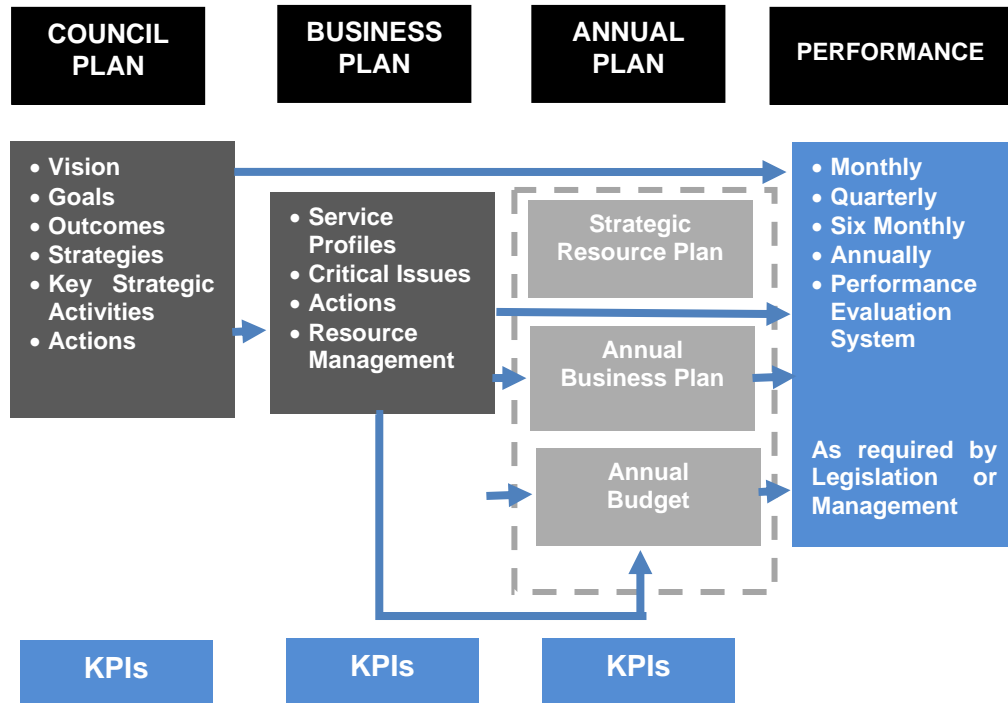 COUNCIL
PLAN
BUSINESS
PLAN
ANNUAL
PLAN
PERFORMANCE
• Vision
• Goals
• Outcomes
• Strategies
• Key Strategic
Activities
• Actions
• Service
Profiles
• Critical Issues
• Actions
• Resource
Management
Strategic
Resource Plan
Annual
Business Plan
Annual
Budget
• Monthly
• Quarterly
• Six Monthly
• Annually
• Performance
Evaluation
System
As required by
Legislation or
Management
KPIs
KPIs
KPIs